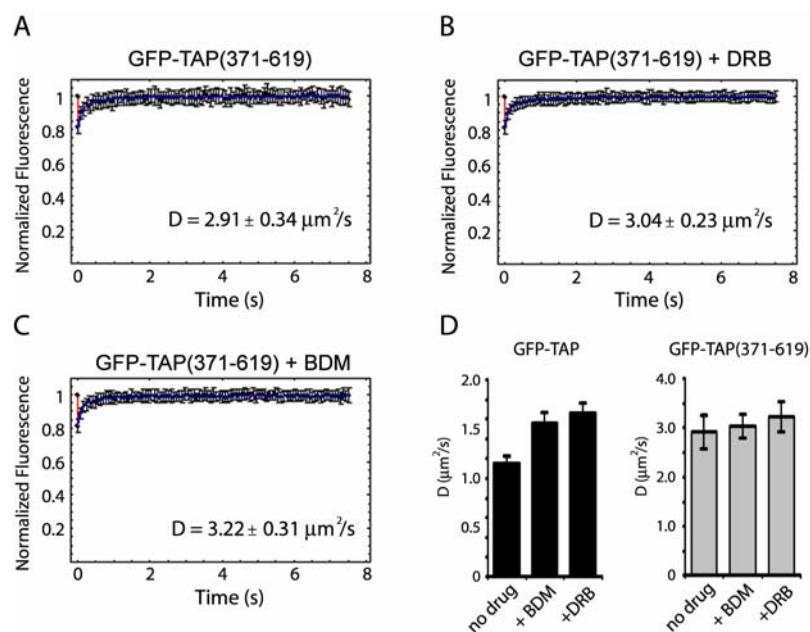 A
GFP-TAP(371-619)
Normalized Fluorescence
1
0.8
0.6
0.4
0.2
D = 2.91 ± 0.34 μm²/s
0 2 4 6 8
Time (s)
B
GFP-TAP(371-619) + DRB
Normalized Fluorescence
1
0.8
0.6
0.4
0.2
D = 3.04 ± 0.23 μm²/s
0 2 4 6 8
Time (s)
C
GFP-TAP(371-619) + BDM
Normalized Fluorescence
1
0.8
0.6
0.4
0.2
D = 3.22 ± 0.31 μm²/s
0 2 4 6 8
Time (s)
D
GFP-TAP
D (μm²/s)
2.0
1.5
1.0
0.5
0
no drug
+ BDM
+DRB
GFP-TAP(371-619)
D (μm²/s)
4.0
3.0
2.0
1.0
0
no drug
+ BDM
+DRB